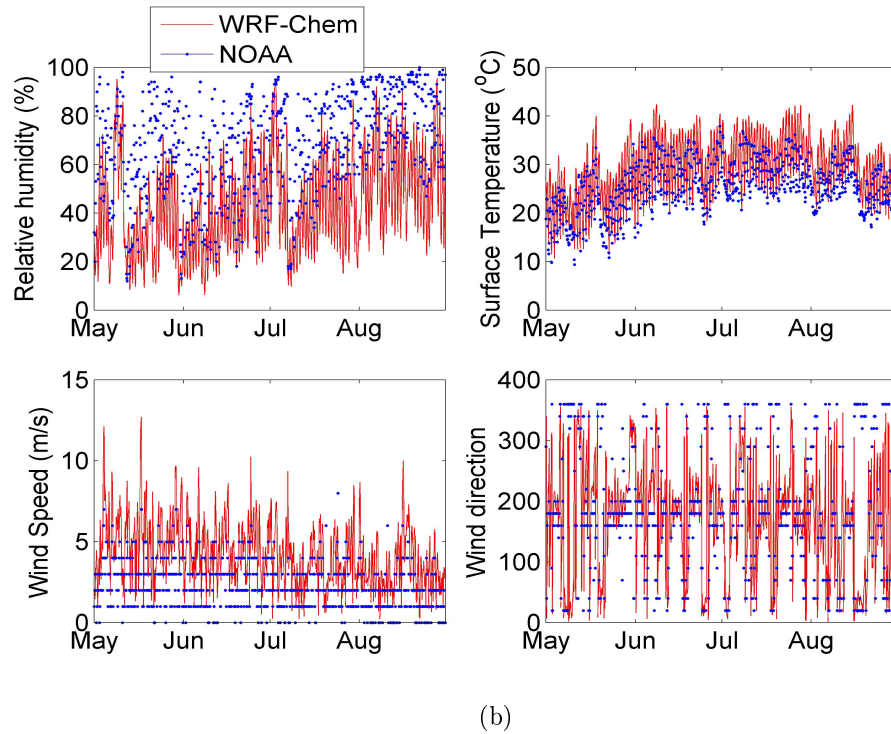 WRF-Chem
NOAA
Relative humidity (%)
100
80
60
40
20
0
May Jun Jul Aug
Surface Temperature (°C)
50
40
30
20
10
0
May Jun Jul Aug
Wind Speed (m/s)
15
10
5
0
May Jun Jul Aug
Wind direction
400
300
200
100
0
May Jun Jul Aug
(b)